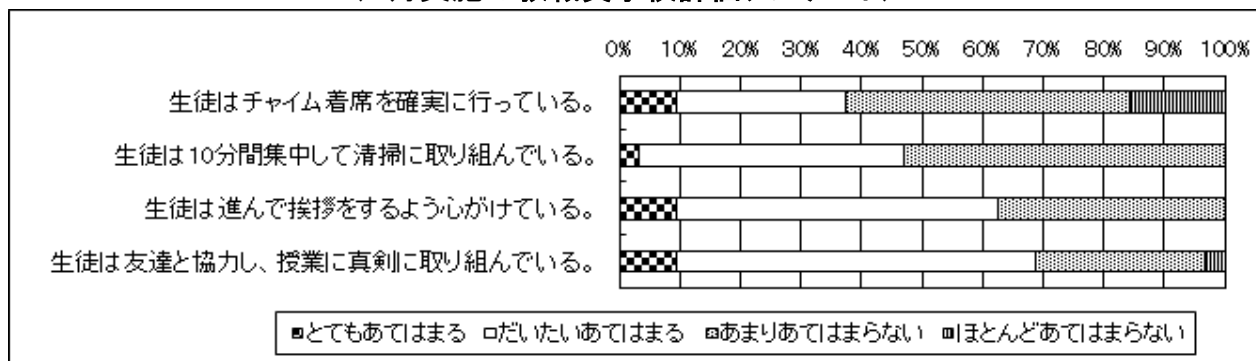 0% 10% 20% 30% 40% 50% 60% 70% 80% 90% 100%
生徒はチャイム着席を確実に行っている。
生徒は10分間集中して清掃に取り組んでいる。
生徒は進んで挨拶をするよう心がけている。
生徒は友達と協力し、授業に真剣に取り組んでいる。
とてもあてはまる だいたいあてはまる あまりあてはまらない ほとんどあてはまらない